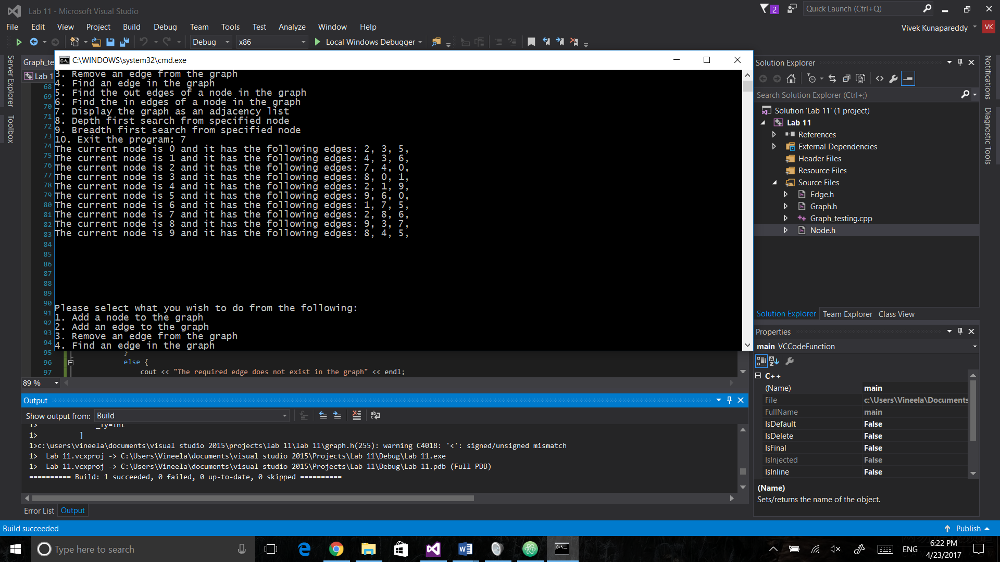 Lab 11 - Microsoft Visual Studio
2
Quick Launch (Ctrl+Q)
File Edit View Project Build Debug Team Tools Test Analyze Window Help
Vivek Kunapareddy
VK
Debug
x86
Local Windows Debugger
Server Explorer
Toolbox
Graph_te
Lab 1
C:\WINDOWS\system32\cmd.exe
3. Remove an edge from the graph
4. Find an edge in the graph
5. Find the out edges of a node in the graph
6. Find the in edges of a node in the graph
7. Display the graph as an adjacency list
8. Depth first search from specified node
9. Breadth first search from specified node
10. Exit the program: 7
The current node is 0 and it has the following edges: 2, 3, 5,
The current node is 1 and it has the following edges: 4, 3, 6,
The current node is 2 and it has the following edges: 7, 4, 0,
The current node is 3 and it has the following edges: 8, 0, 1,
The current node is 4 and it has the following edges: 2, 1, 9,
The current node is 5 and it has the following edges: 9, 6, 0,
The current node is 6 and it has the following edges: 1, 7, 5,
The current node is 7 and it has the following edges: 2, 8, 6,
The current node is 8 and it has the following edges: 9, 3, 7,
The current node is 9 and it has the following edges: 8, 4, 5,
Please select what you wish to do from the following:
1. Add a node to the graph
2. Add an edge to the graph
3. Remove an edge from the graph
4. Find an edge in the graph
68
69
70
71
72
73
74
75
76
77
78
79
80
81
82
83
84
85
86
87
88
89
90
91
92
93
94
95 }
96 else {
97 cout << "The required edge does not exist in the graph" << endl;
89 %
Output
Show output from: Build
1> _Ty=int
1> ]
1>c:\users\vineela\documents\visual studio 2015\projects\lab 11\lab 11\graph.h(255): warning C4018: '<': signed/unsigned mismatch
1> Lab 11.vcxproj -> C:\Users\Vineela\documents\visual studio 2015\Projects\Lab 11\Debug\Lab 11.exe
1> Lab 11.vcxproj -> C:\Users\Vineela\documents\visual studio 2015\Projects\Lab 11\Debug\Lab 11.pdb (Full PDB)
========== Build: 1 succeeded, 0 failed, 0 up-to-date, 0 skipped ==========
Error List Output
Solution Explorer
Search Solution Explorer (Ctrl+;)
Solution 'Lab 11' (1 project)
Lab 11
References
External Dependencies
Header Files
Resource Files
Source Files
Edge.h
Graph.h
Graph_testing.cpp
Node.h
Solution Explorer Team Explorer Class View
Properties
main VCCodeFunction
C++
(Name) main
File c:\Users\Vineela\Documents
FullName main
IsDefault False
IsDelete False
IsFinal False
IsInjected False
IsInline False
(Name)
Sets/returns the name of the object.
Notifications
Diagnostic Tools
Build succeeded
Publish
Type here to search
ENG
6:22 PM
4/23/2017